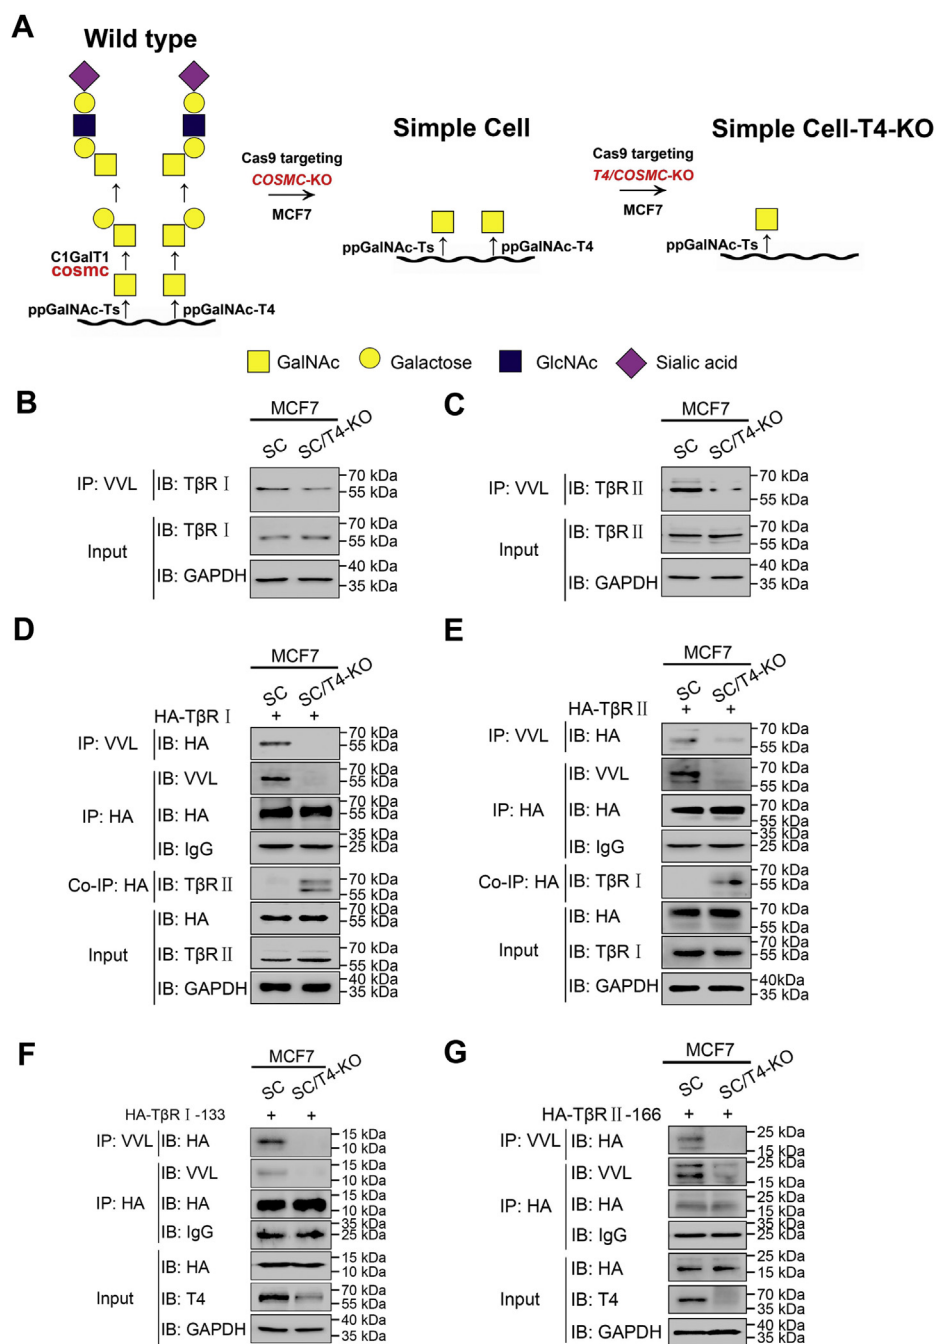 A
Wild type
Simple Cell
Simple Cell-T4-KO
Cas9 targeting
COSMC-KO
MCF7
Cas9 targeting
T4/COSMC-KO
MCF7
C1GalT1
cosmc
ppGalNAc-Ts
ppGalNAc-T4
ppGalNAc-Ts
ppGalNAc-T4
ppGalNAc-Ts
GalNAc
Galactose
GlcNAc
Sialic acid
B
MCF7
SC
SC/T4-KO
IP: VVL
IB: TβR Ⅰ
70 kDa
55 kDa
Input
IB: TβR Ⅰ
70 kDa
55 kDa
IB: GAPDH
40 kDa
35 kDa
C
MCF7
SC
SC/T4-KO
IP: VVL
IB: TβR Ⅱ
70 kDa
55 kDa
Input
IB: TβR Ⅱ
70 kDa
55 kDa
IB: GAPDH
40 kDa
35 kDa
D
MCF7
SC
SC/T4-KO
HA-TβR Ⅰ
+ +
IP: VVL
IB: HA
70 kDa
55 kDa
IP: HA
IB: VVL
70 kDa
55 kDa
IB: HA
70 kDa
55 kDa
IB: IgG
35 kDa
25 kDa
Co-IP: HA
IB: TβR Ⅱ
70 kDa
55 kDa
Input
IB: HA
70 kDa
55 kDa
IB: TβR Ⅱ
70 kDa
55 kDa
IB: GAPDH
40 kDa
35 kDa
E
MCF7
SC
SC/T4-KO
HA-TβR Ⅱ
+ +
IP: VVL
IB: HA
70 kDa
55 kDa
IP: HA
IB: VVL
70 kDa
55 kDa
IB: HA
70 kDa
55 kDa
IB: IgG
35 kDa
25 kDa
Co-IP: HA
IB: TβR Ⅰ
70 kDa
55 kDa
Input
IB: HA
70 kDa
IB: TβR Ⅰ
70 kDa
55 kDa
IB: GAPDH
40kDa
35 kDa
F
MCF7
SC
SC/T4-KO
HA-TβR Ⅰ -133
+ +
IP: VVL
IB: HA
15 kDa
10 kDa
IP: HA
IB: VVL
15 kDa
10 kDa
IB: HA
15 kDa
10 kDa
IB: IgG
35 kDa
25 kDa
Input
IB: HA
15 kDa
10 kDa
IB: T4
70 kDa
55 kDa
IB: GAPDH
40 kDa
35 kDa
G
MCF7
SC
SC/T4-KO
HA-TβR Ⅱ -166
+ +
IP: VVL
IB: HA
25 kDa
15 kDa
IP: HA
IB: VVL
25 kDa
15 kDa
IB: HA
25 kDa
15 kDa
IB: IgG
35 kDa
25 kDa
Input
IB: HA
25 kDa
15 kDa
IB: T4
70 kDa
35 kDa
IB: GAPDH
40 kDa
35 kDa